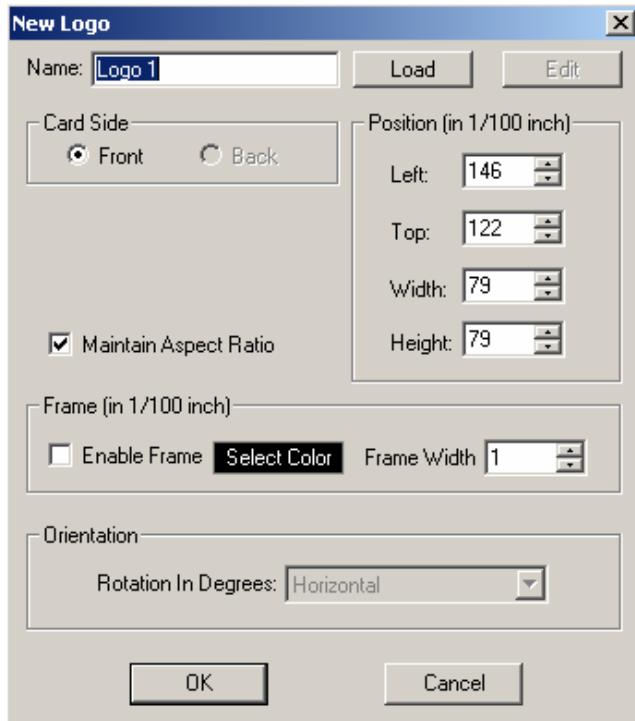 New Logo
Name: Logo 1 Load Edit
Card Side
Front Back
Position (in 1/100 inch)
Left: 146
Top: 122
Width: 79
Height: 79
Maintain Aspect Ratio
Frame (in 1/100 inch)
Enable Frame Select Color Frame Width 1
Orientation
Rotation In Degrees: Horizontal
OK Cancel